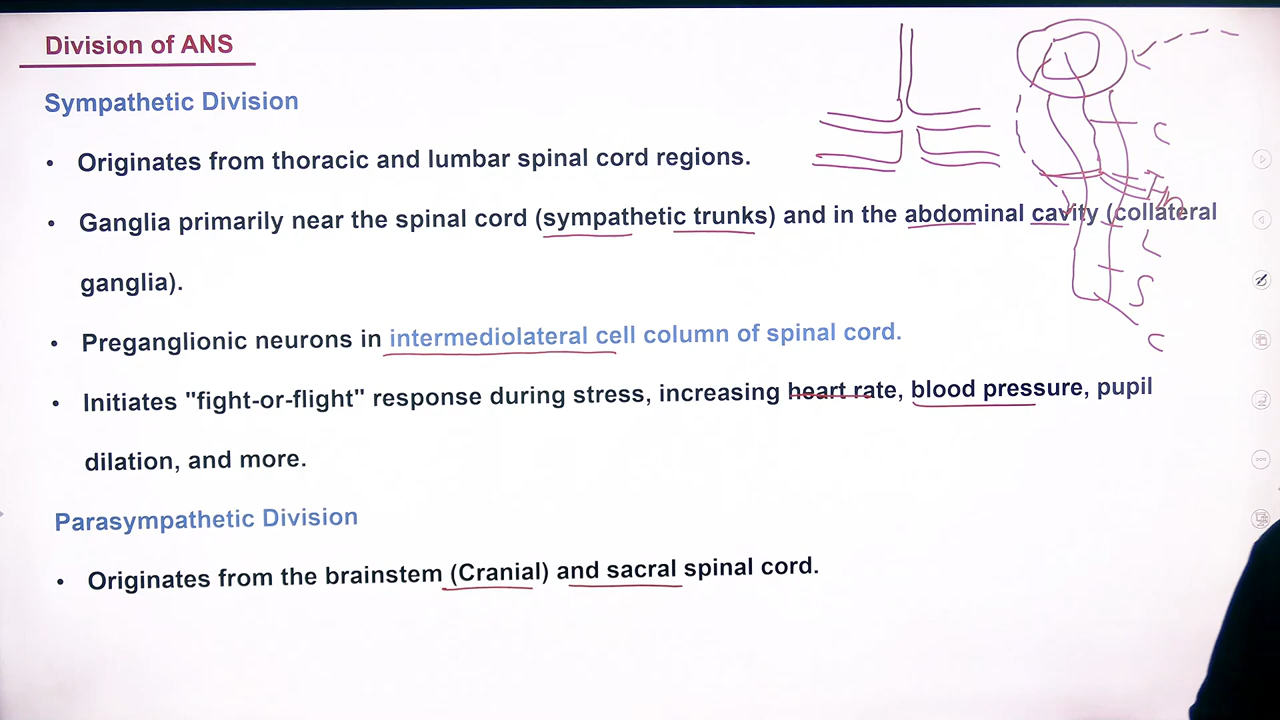 Division of ANS
Sympathetic Division
• Originates from thoracic and lumbar spinal cord regions.
• Ganglia primarily near the spinal cord (sympathetic trunks) and in the abdominal cavity (collateral
ganglia).
• Preganglionic neurons in intermediolateral cell column of spinal cord.
• Initiates "fight-or-flight" response during stress, increasing heart rate, blood pressure, pupil
dilation, and more.
Parasympathetic Division
• Originates from the brainstem (Cranial) and sacral spinal cord.
C
L
S
C